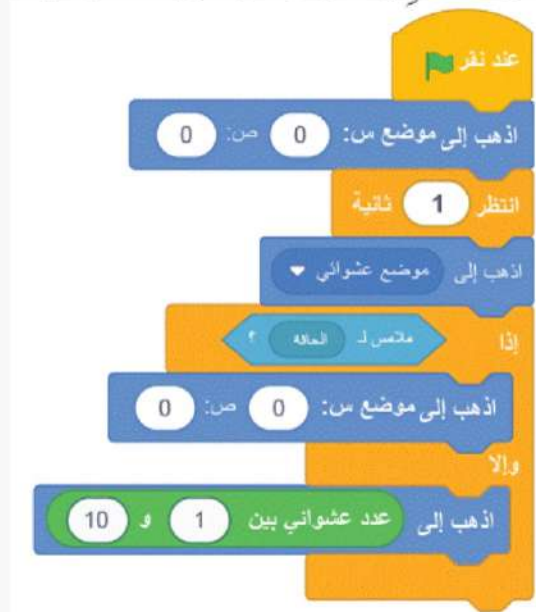 عند نقر
اذهب إلى موضع س: 0 ص: 0
انتظر 1 ثانية
اذهب إلى موضع عشوائي
إذا ملامس لـ الحافة ؟
اذهب إلى موضع س: 0 ص: 0
وإلا
اذهب إلى عدد عشوائي بين 1 و 10